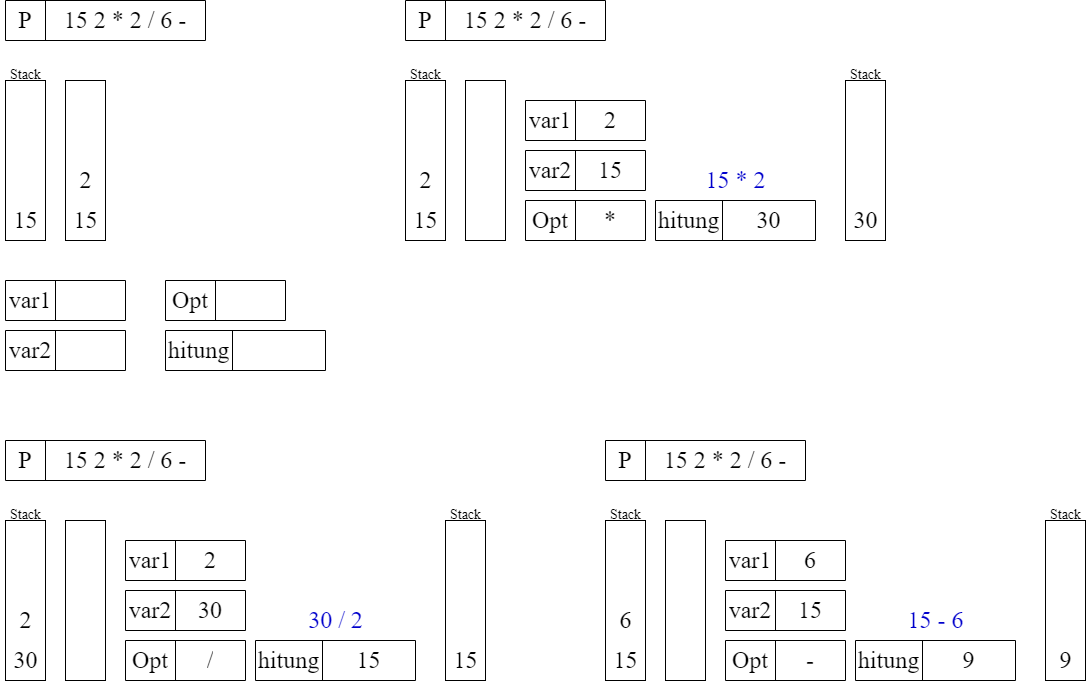 P 15 2 * 2 / 6 -
Stack
2
15 15
var1
Opt
var2
hitung
P 15 2 * 2 / 6 -
Stack
Stack
var1 2
2 var2 15 15 * 2
15 Opt * hitung 30 30
P 15 2 * 2 / 6 -
Stack
Stack
var1 2
2 var2 30 30 / 2
30 Opt / hitung 15 15
P 15 2 * 2 / 6 -
Stack
Stack
var1 6
6 var2 15 15 - 6
15 Opt - hitung 9 9